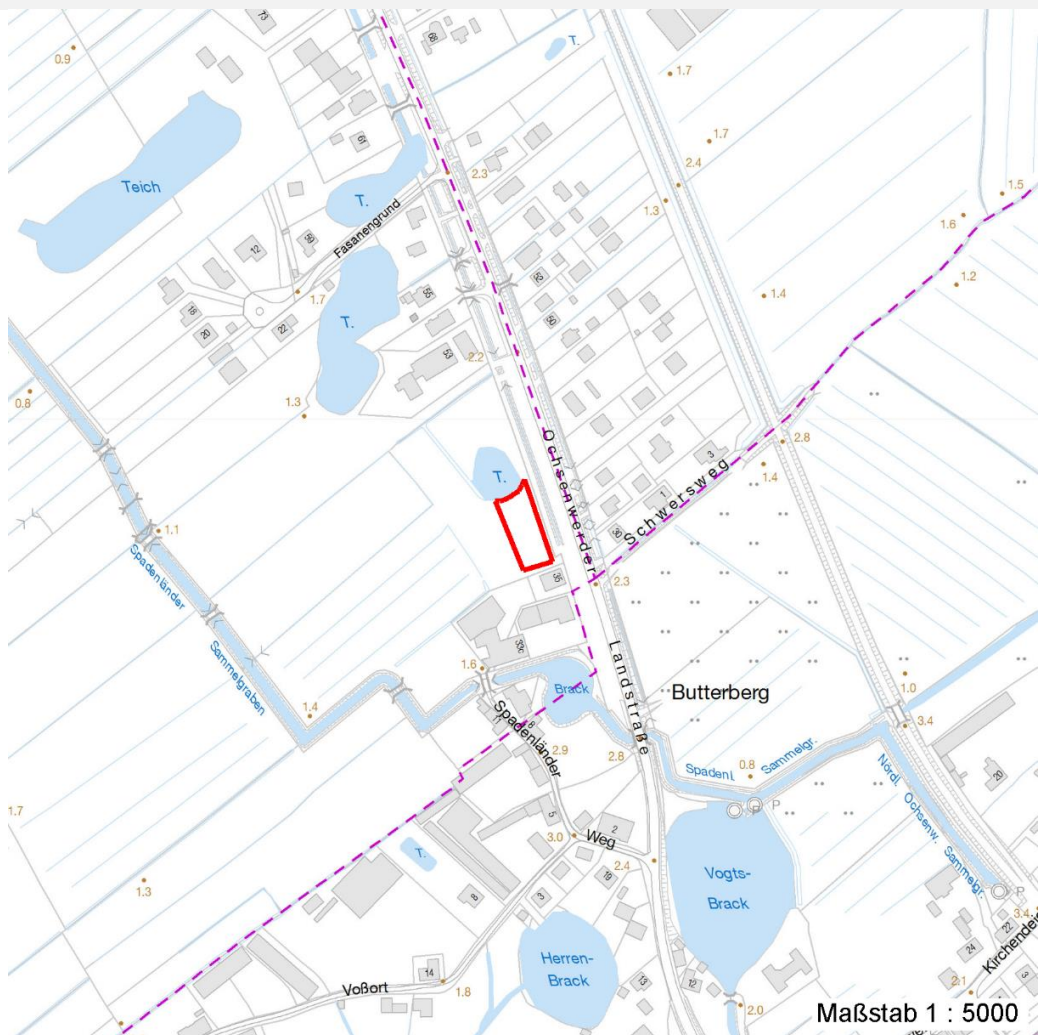 73
68
T.
0.9
1.7
1.7
2.4
Teich
61
T.
2.3
1.3
1.5
Fasanengrund
12
59
1.6
1.2
1.7
1.4
18
20
22
T.
55
53
52
50
2.2
0.8
1.3
2.8
Ochsenwerder
3
1.4
T.
1
Schwersweg
30
1.1
Spadenländer
35
2.3
Sammelgraben
33c
1.6
Landstraße
Butterberg
Brack
1.4
Spadenländer
8
2.9
2.8
1.0
3.4
0.8
Spadenl. Sammelgr.
Nördl. Ochsenw. Sammelgr.
20
1.7
5
P
P
3.0
Weg
2
2.4
T.
Vogts-
Brack
1.3
19
8
3
P
3.4
22
Herren-
Brack
24
Kirchendeich
3
Voßort
14
1.8
13
12
2.1
2.0
Maßstab 1 : 5000